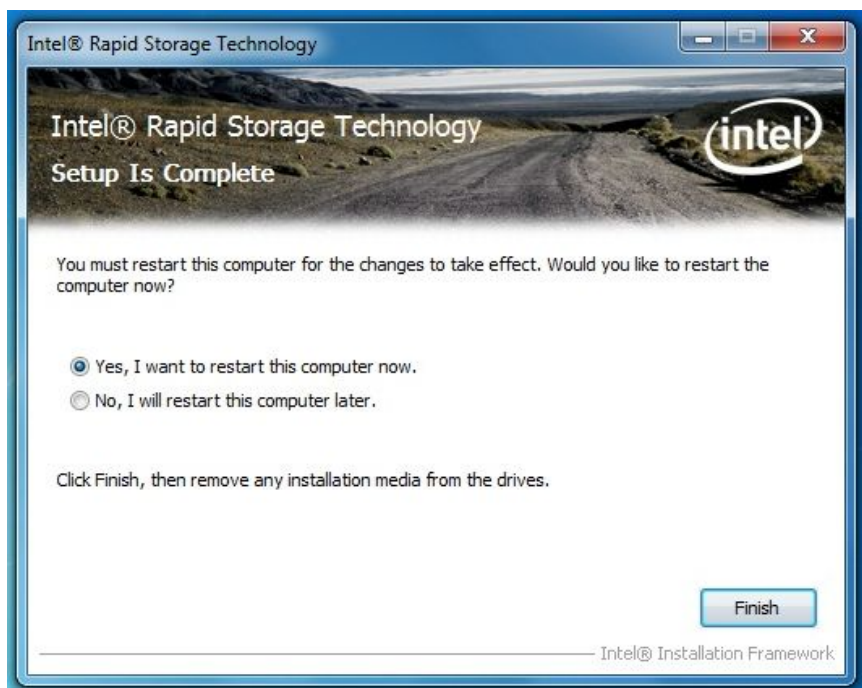 Intel® Rapid Storage Technology
Intel® Rapid Storage Technology
intel
Setup Is Complete
You must restart this computer for the changes to take effect. Would you like to restart the
computer now?
Yes, I want to restart this computer now.
No, I will restart this computer later.
Click Finish, then remove any installation media from the drives.
Finish
Intel® Installation Framework